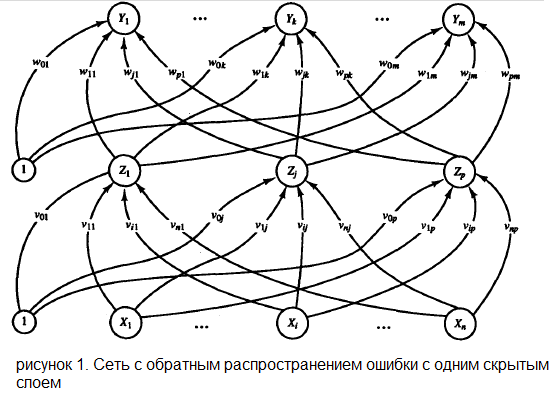 Y1 ... Yk ... Ym
w01 w11 wj1 wp1 w0k w1k wjk wpk w0m w1m wjm wpm
1 Z1 Zj Zp
v01 v11 vi1 vn1 v0j v1j vij vnj v0p v1p vip vnp
1 X1 ... Xi ... Xn
рисунок 1. Сеть с обратным распространением ошибки с одним скрытым
слоем